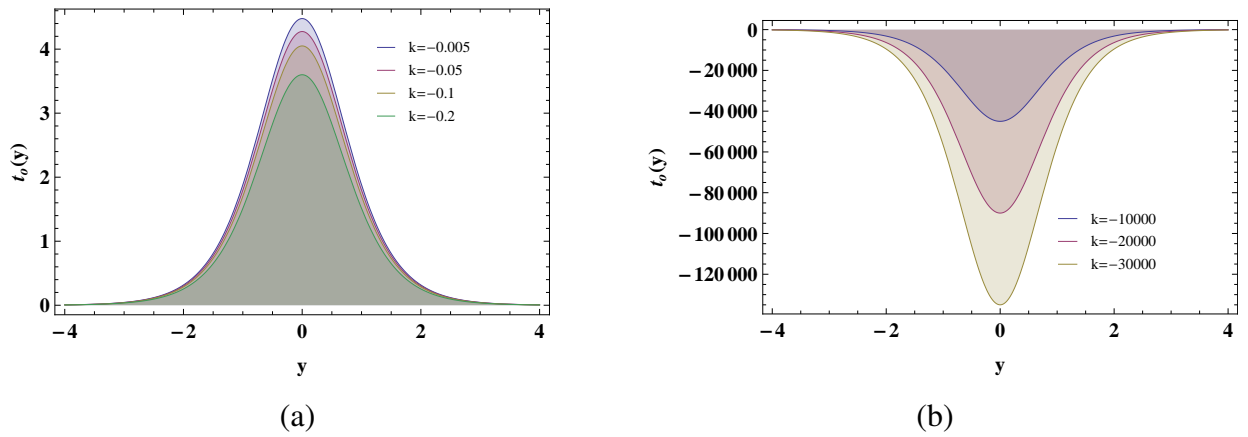 4
3
2
1
0
t_o(y)
k=−0.005
k=−0.05
k=−0.1
k=−0.2
−4 −2 0 2 4
y
(a)
0
−20 000
−40 000
−60 000
−80 000
−100 000
−120 000
t_o(y)
k=−10000
k=−20000
k=−30000
−4 −2 0 2 4
y
(b)